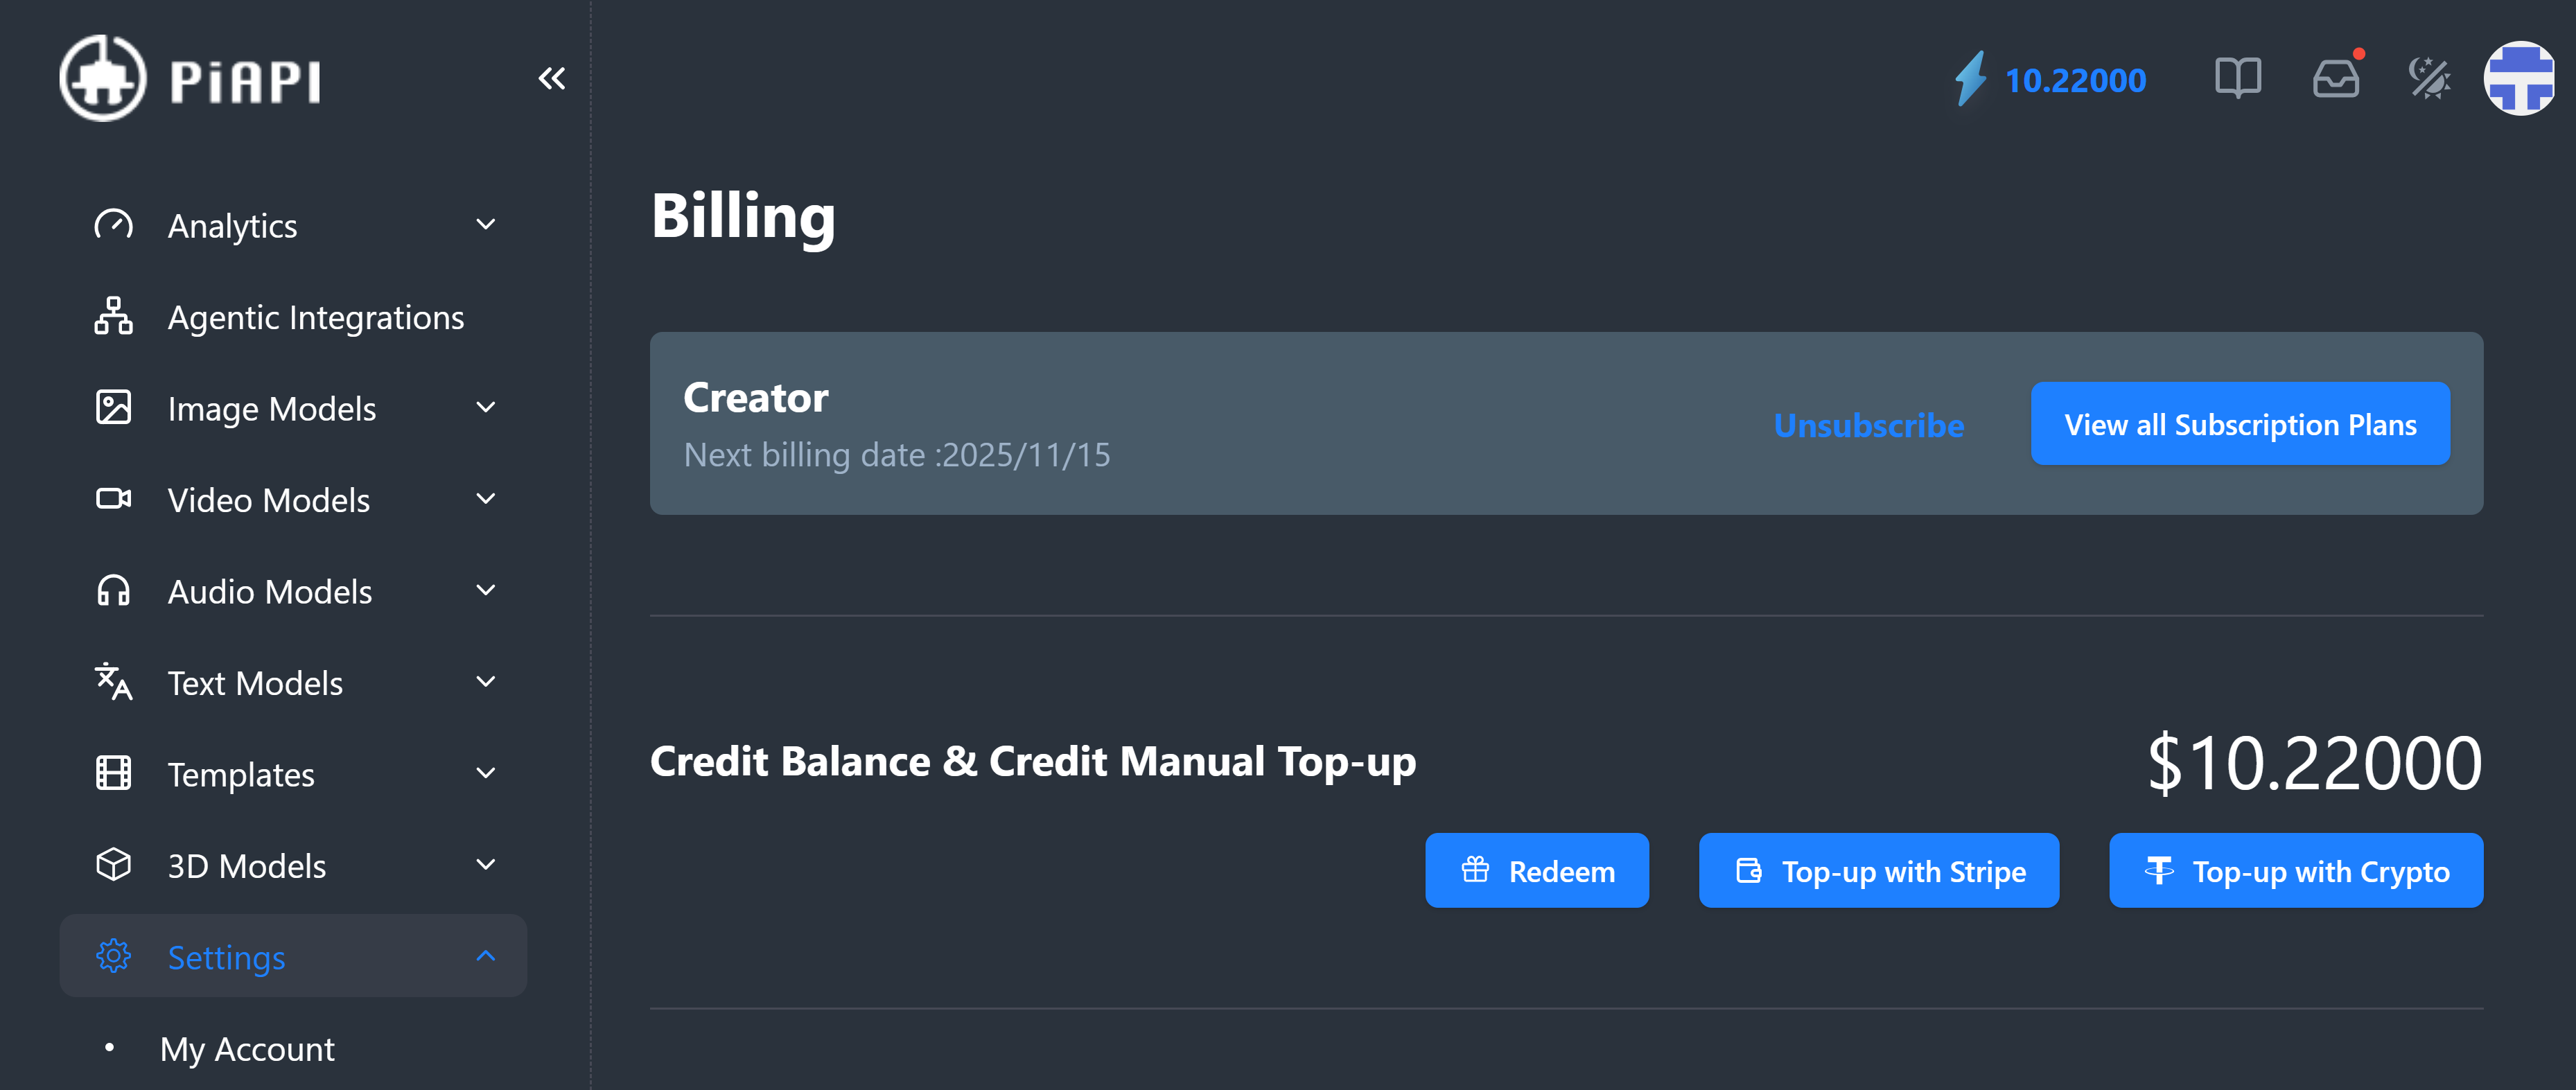 PiAPI
10.22000
Analytics
Agentic Integrations
Image Models
Video Models
Audio Models
Text Models
Templates
3D Models
Settings
My Account
Billing
Creator
Next billing date :2025/11/15
Unsubscribe
View all Subscription Plans
Credit Balance & Credit Manual Top-up
$10.22000
Redeem
Top-up with Stripe
Top-up with Crypto